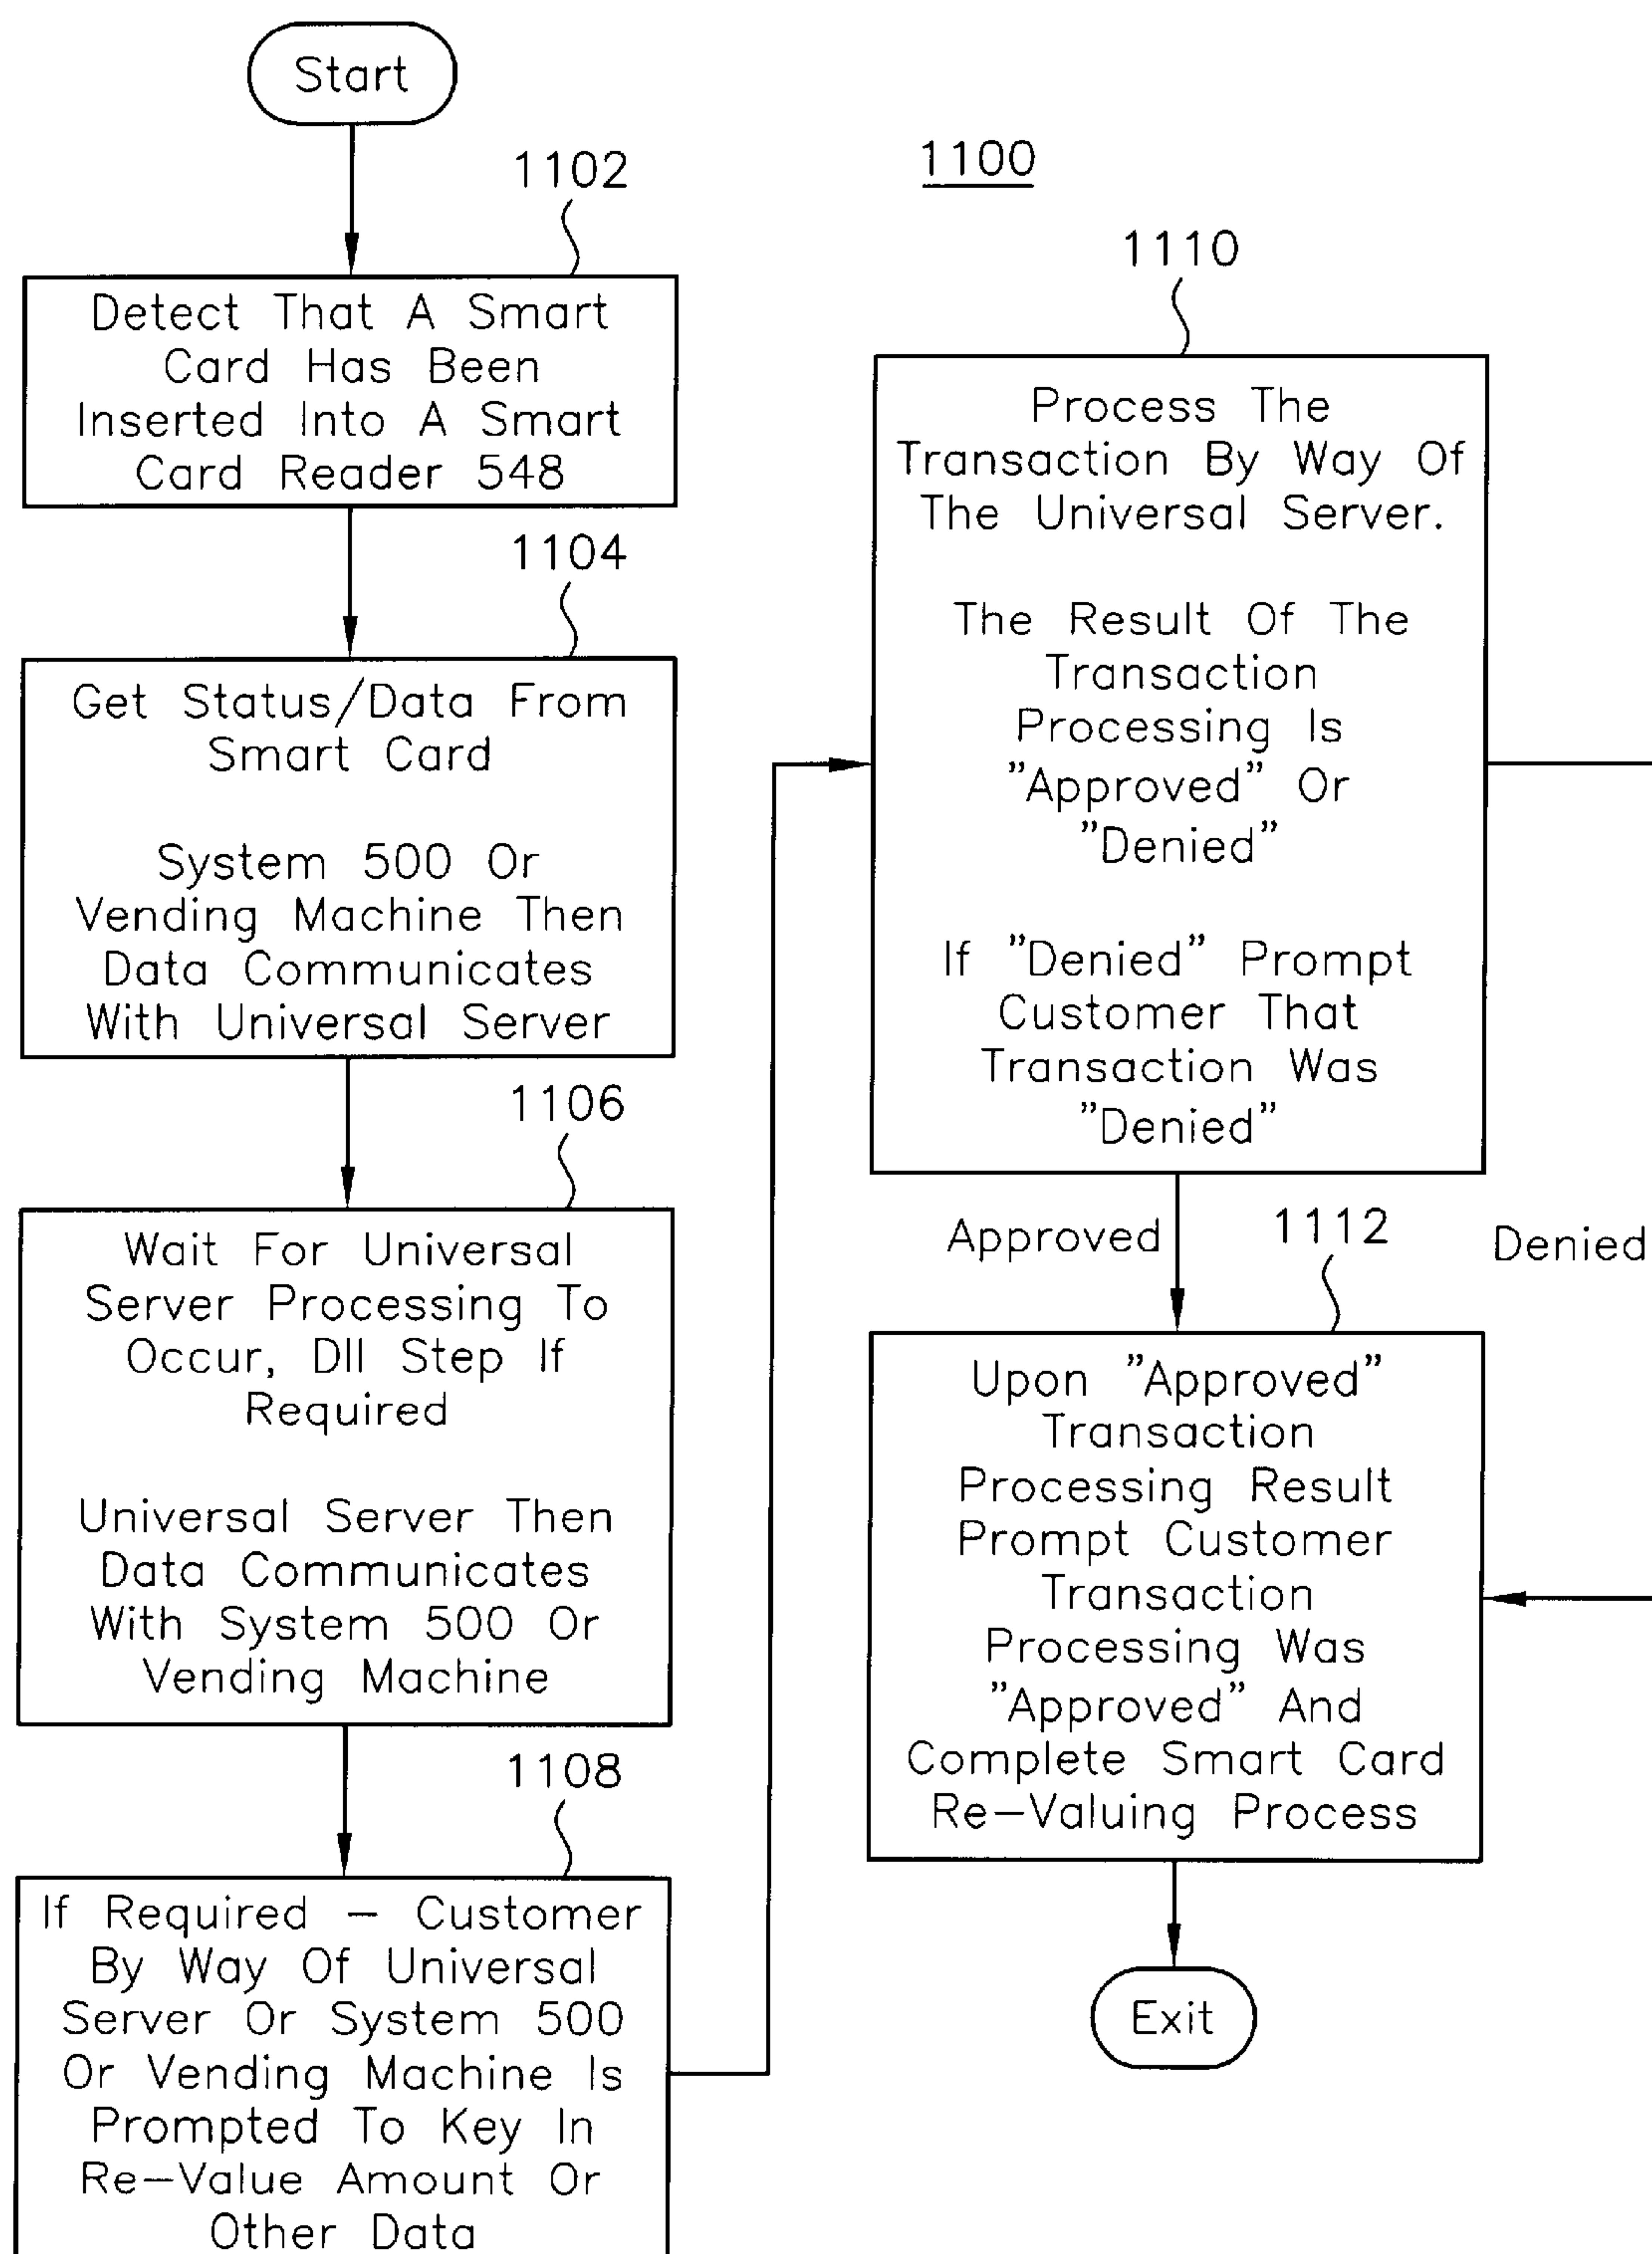 Start
1102
Detect That A Smart
Card Has Been
Inserted Into A Smart
Card Reader 548
1104
Get Status/Data From
Smart Card
System 500 Or
Vending Machine Then
Data Communicates
With Universal Server
1106
Wait For Universal
Server Processing To
Occur, Dll Step If
Required
Universal Server Then
Data Communicates
With System 500 Or
Vending Machine
1108
If Required – Customer
By Way Of Universal
Server Or System 500
Or Vending Machine Is
Prompted To Key In
Re–Value Amount Or
Other Data
1100
1110
Process The
Transaction By Way Of
The Universal Server.
The Result Of The
Transaction
Processing Is
"Approved" Or
"Denied"
If "Denied" Prompt
Customer That
Transaction Was
"Denied"
Approved
1112
Denied
Upon "Approved"
Transaction
Processing Result
Prompt Customer
Transaction
Processing Was
"Approved" And
Complete Smart Card
Re–Valuing Process
Exit